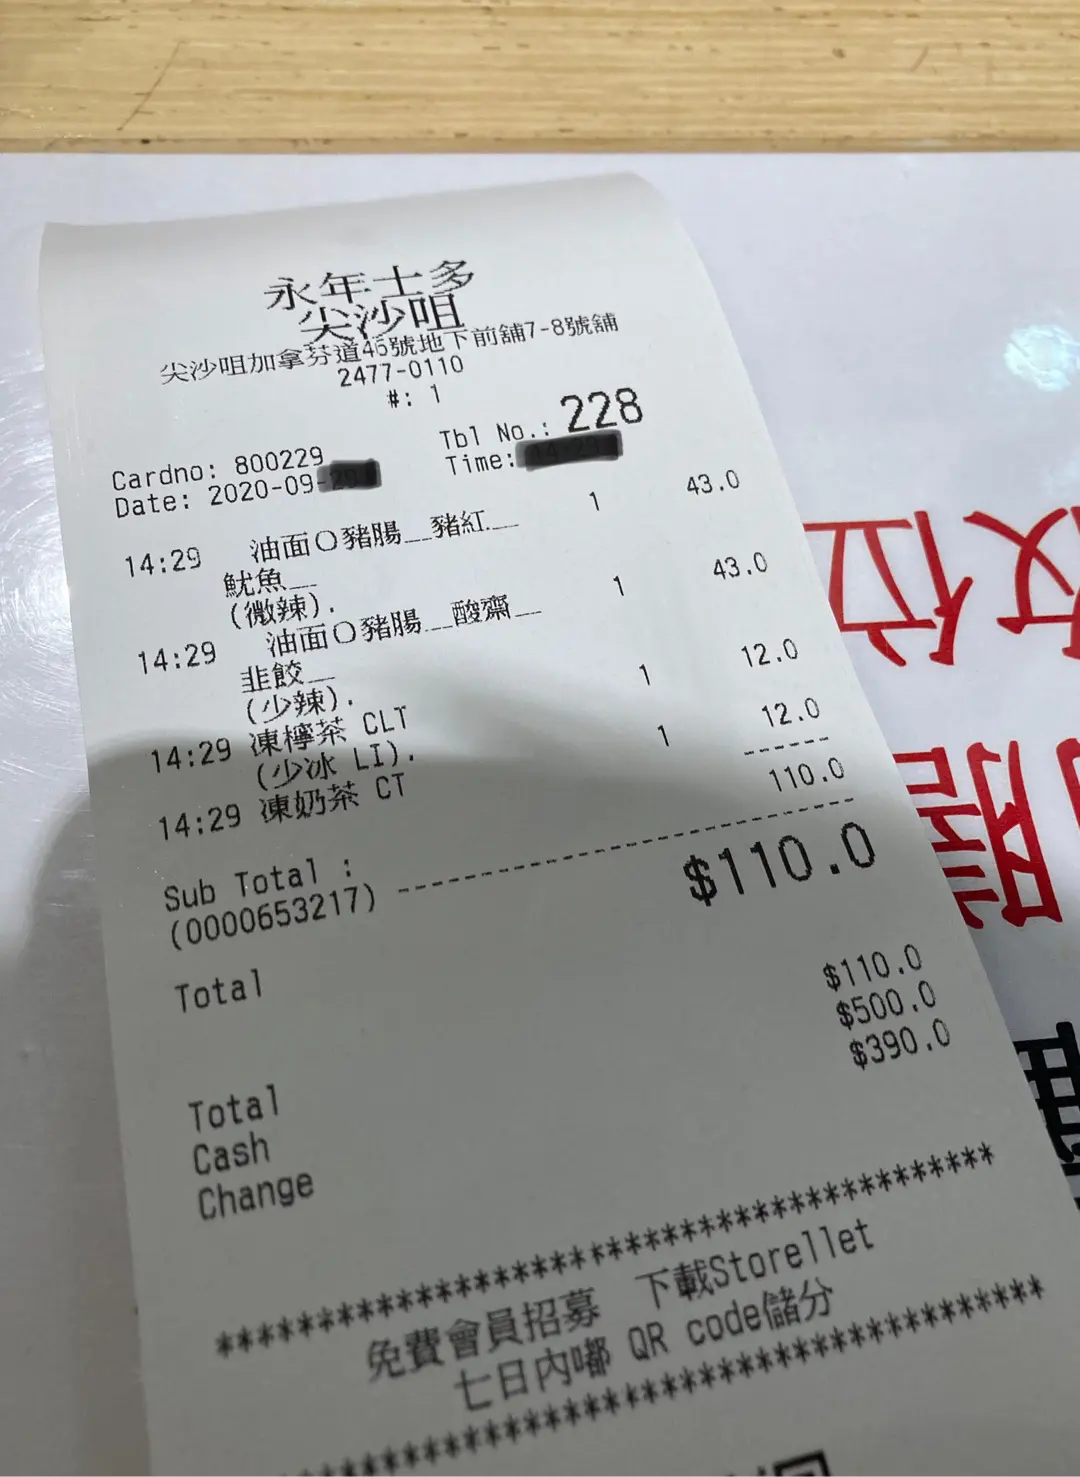 永年士多
尖沙咀
尖沙咀加拿芬道45號地下前舖7-8號舖
2477-0110
#: 1
Tbl No.: 228
Cardno: 800229
Time:
Date: 2020-09-
14:29 油面〇豬腸__豬紅__ 1 43.0
魷魚__
(微辣).
14:29 油面〇豬腸__酸齋__ 1 43.0
韭餃__
(少辣).
14:29 凍檸茶 CLT 1 12.0
(少冰 LI).
14:29 凍奶茶 CT 1 12.0
------
Sub Total : 110.0
(0000653217) ------------------------------
Total $110.0
Total $110.0
Cash $500.0
Change $390.0
****************************************
免費會員招募 下載Storellet
七日內嘟 QR code儲分
****************************************
位